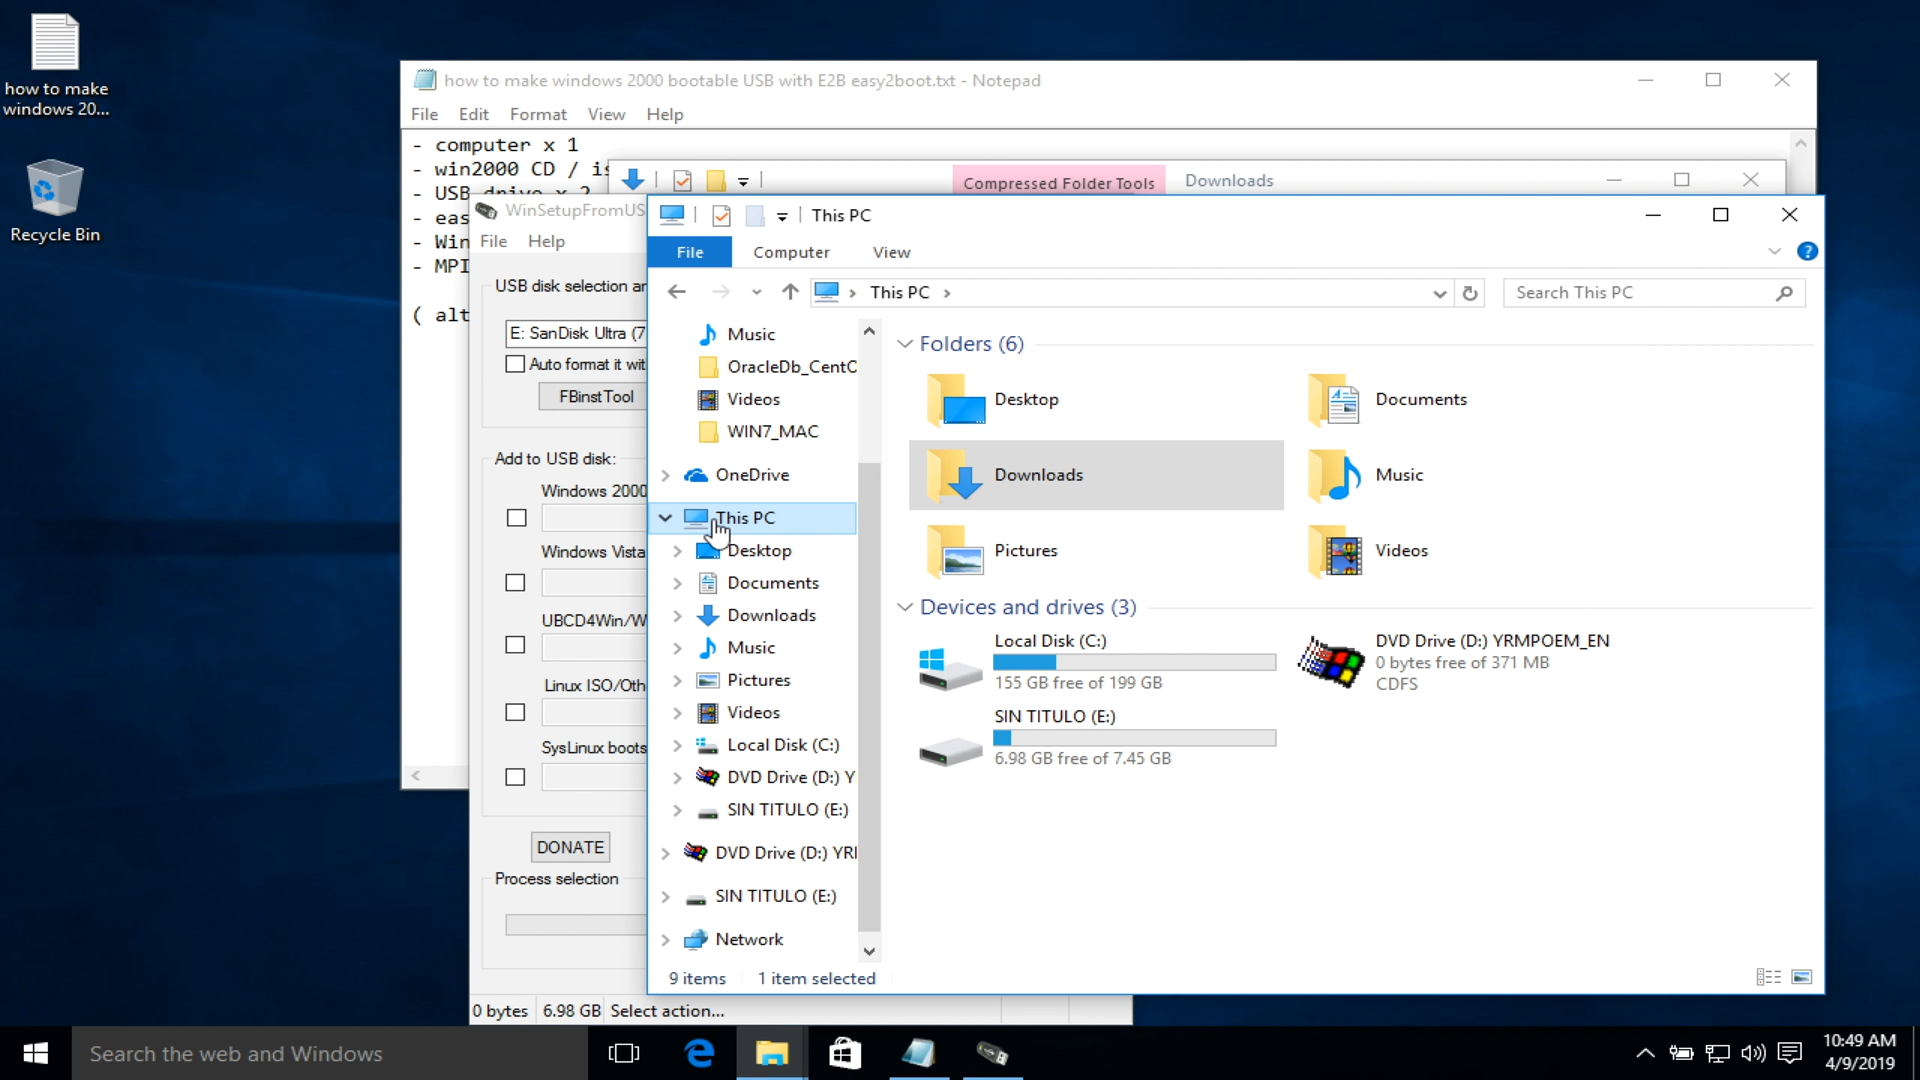 how to make
windows 20...
Recycle Bin
how to make windows 2000 bootable USB with E2B easy2boot.txt - Notepad
File Edit Format View Help
- computer x 1
- win2000 CD / is
- USB drive x 2
- eas
- Win
- MPI
( alt
Compressed Folder Tools Downloads
WinSetupFromUS
File Help
USB disk selection an
E: SanDisk Ultra (7
Auto format it wit
FBinstTool
Add to USB disk:
Windows 2000
Windows Vista
UBCD4Win/W
Linux ISO/Oth
SysLinux boots
DONATE
Process selection
0 bytes 6.98 GB Select action...
This PC
File Computer View
This PC
Search This PC
Music
OracleDb_CentO
Videos
WIN7_MAC
OneDrive
This PC
Desktop
Documents
Downloads
Music
Pictures
Videos
Local Disk (C:)
DVD Drive (D:) Y
SIN TITULO (E:)
DVD Drive (D:) YRI
SIN TITULO (E:)
Network
Folders (6)
Desktop
Documents
Downloads
Music
Pictures
Videos
Devices and drives (3)
Local Disk (C:)
155 GB free of 199 GB
DVD Drive (D:) YRMPOEM_EN
0 bytes free of 371 MB
CDFS
SIN TITULO (E:)
6.98 GB free of 7.45 GB
9 items 1 item selected
Search the web and Windows
10:49 AM
4/9/2019